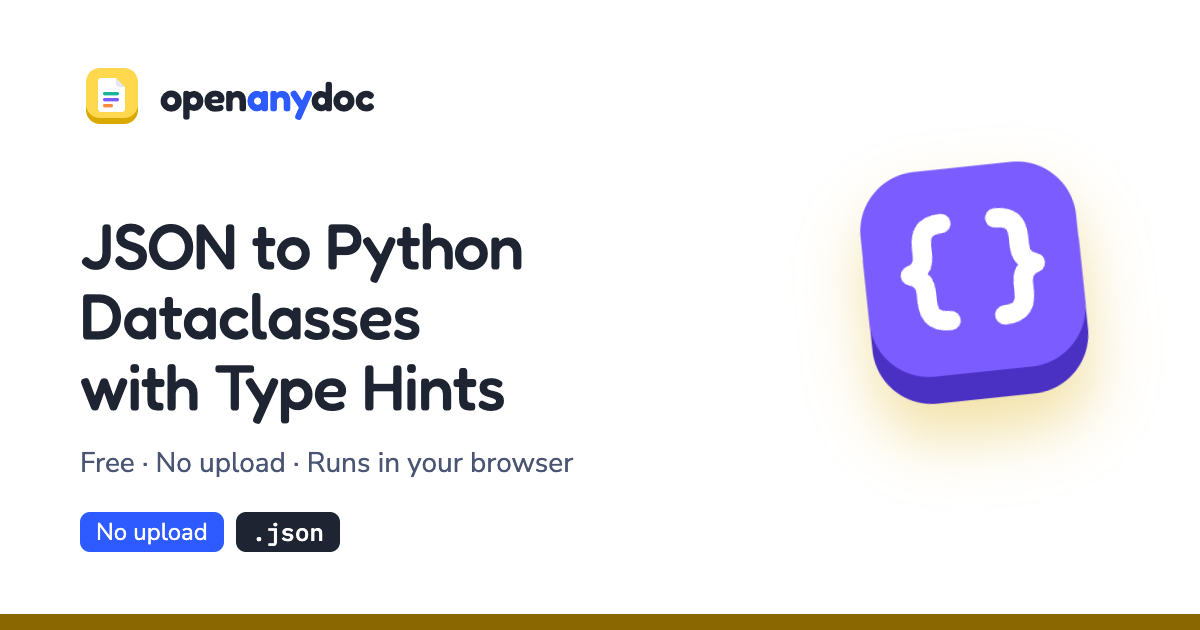 openanydoc
JSON to Python
Dataclasses
with Type Hints
Free · No upload · Runs in your browser
No upload
.json
{ }